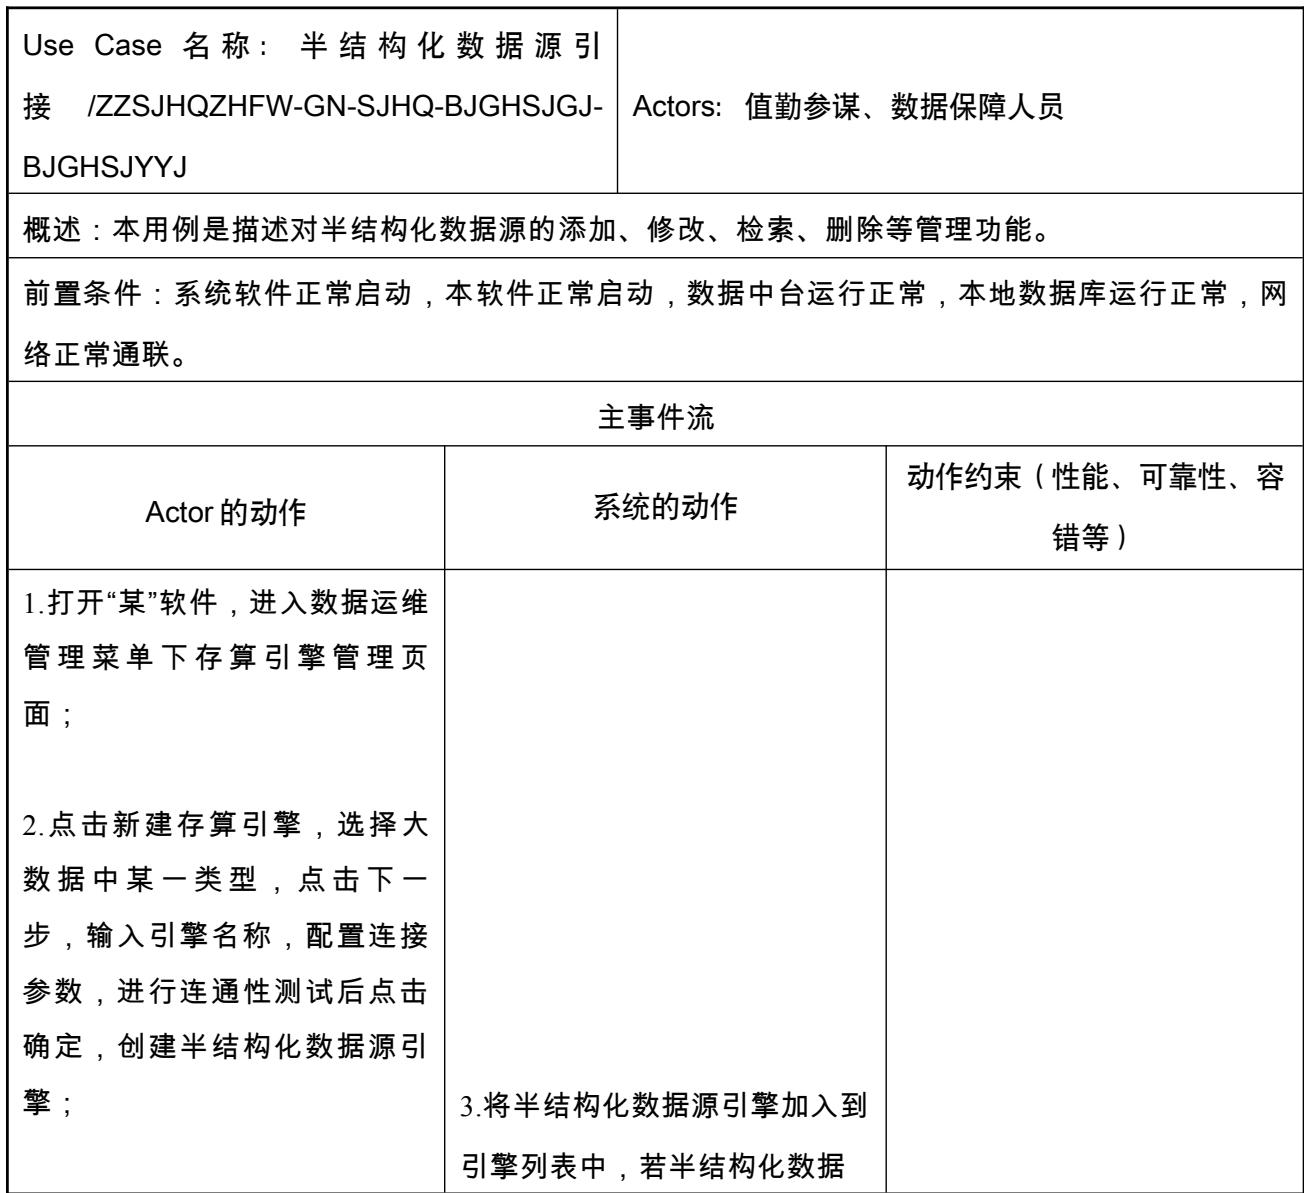 Use Case 名称: 半结构化数据源引
接 /ZZSJHQZHFW-GN-SJHQ-BJGHSJGJ-
BJGHSJYYJ
Actors: 值勤参谋、数据保障人员
概述：本用例是描述对半结构化数据源的添加、修改、检索、删除等管理功能。
前置条件：系统软件正常启动，本软件正常启动，数据中台运行正常，本地数据库运行正常，网
络正常通联。
主事件流
Actor 的动作
系统的动作
动作约束（性能、可靠性、容
错等）
1.打开“某”软件，进入数据运维
管理菜单下存算引擎管理页
面；
2.点击新建存算引擎，选择大
数据中某一类型，点击下一
步，输入引擎名称，配置连接
参数，进行连通性测试后点击
确定，创建半结构化数据源引
擎；
3.将半结构化数据源引擎加入到
引擎列表中，若半结构化数据